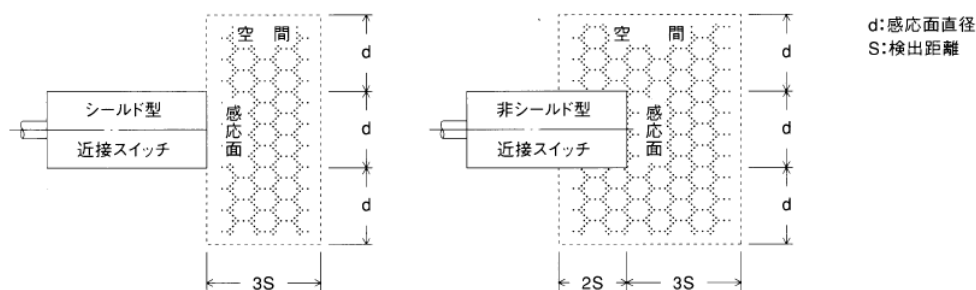 空間
d
シールド型
近接スイッチ
感応面
d
d
3S
空間
d
非シールド型
近接スイッチ
感応面
d
d
2S
3S
d:感応面直径
S:検出距離